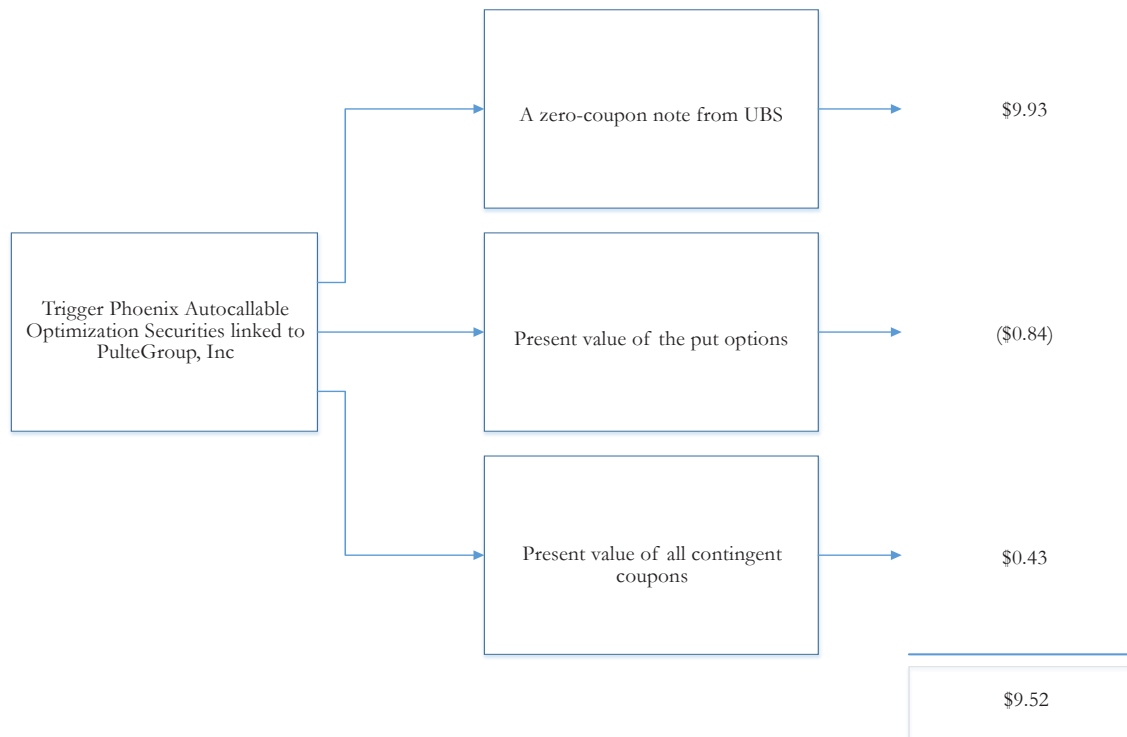 A zero-coupon note from UBS
$9.93
Trigger Phoenix Autocallable
Optimization Securities linked to
PulteGroup, Inc
Present value of the put options
($0.84)
Present value of all contingent
coupons
$0.43
$9.52